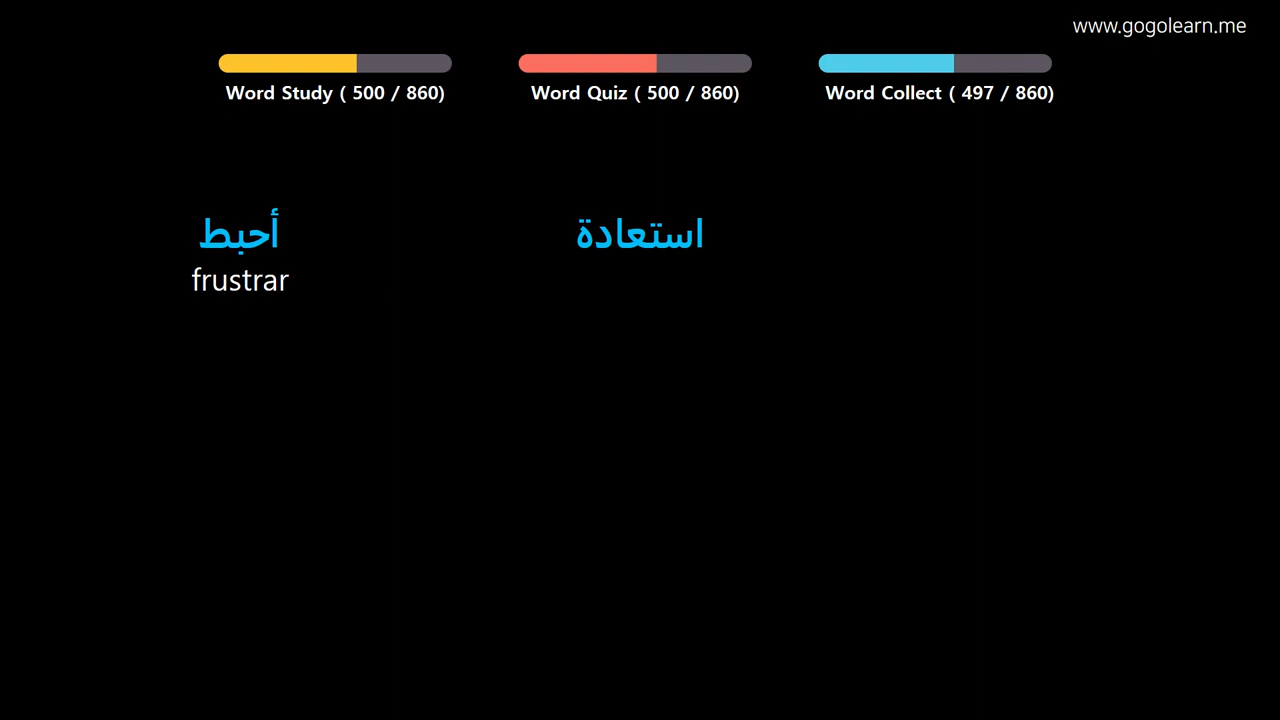 www.gogolearn.me
Word Study ( 500 / 860)
Word Quiz ( 500 / 860)
Word Collect ( 497 / 860)
أحبط
frustrar
استعادة